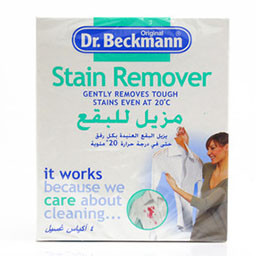 Original
Dr. Beckmann
Stain Remover
GENTLY REMOVES TOUGH
STAINS EVEN AT 20°C
مزيل للبقع
يزيل البقع العنيدة بكل رفق
حتى في درجة حرارة 20° مئوية
it works
because we
care about
cleaning...
٤ أكياس غسيل